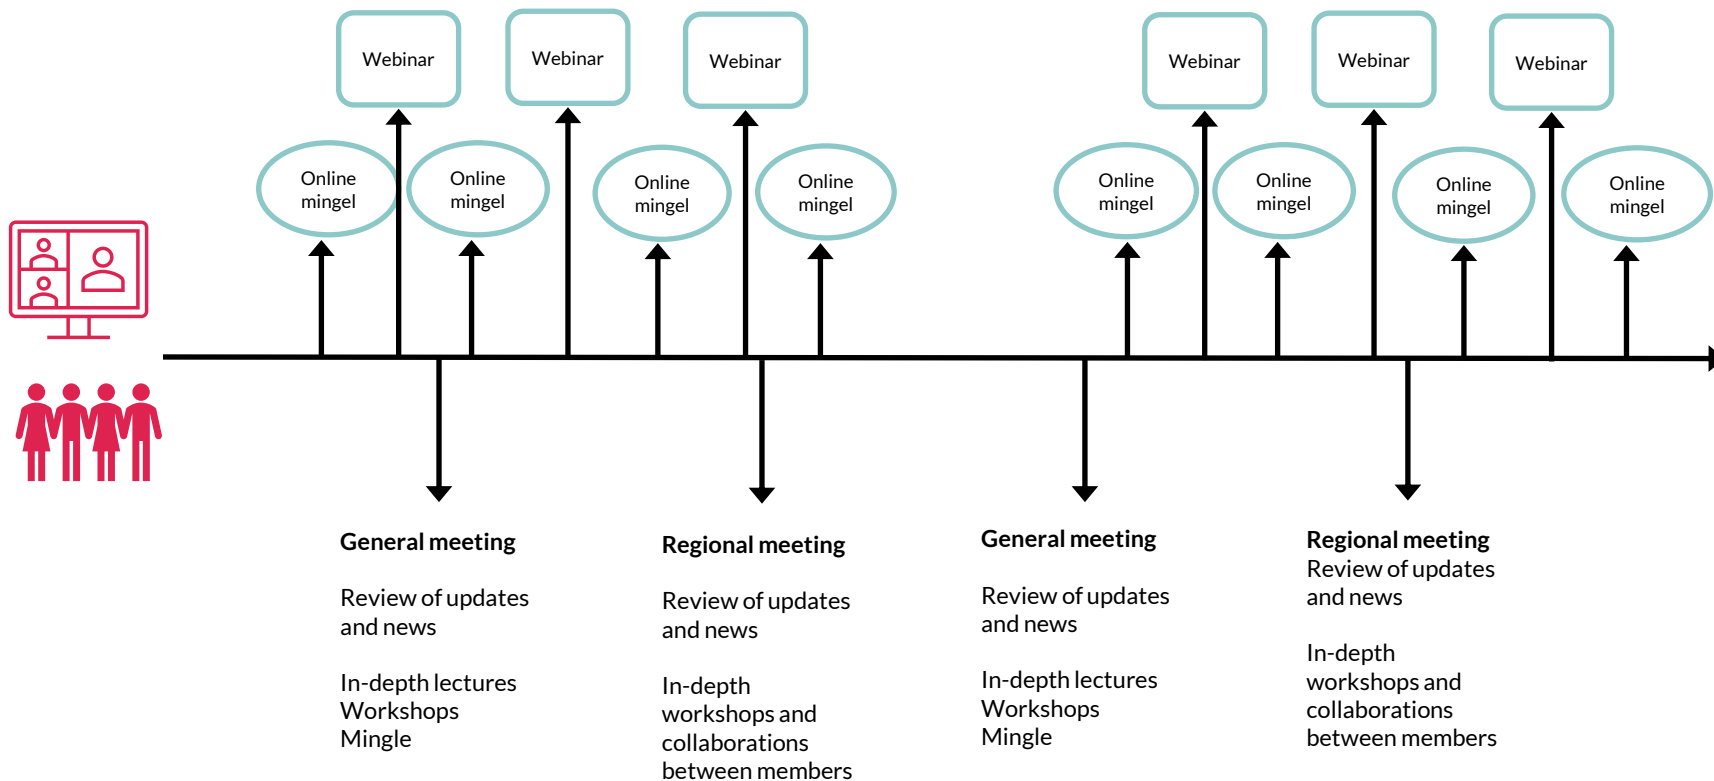 Webinar
Webinar
Webinar
Webinar
Webinar
Webinar
Online
mingel
Online
mingel
Online
mingel
Online
mingel
Online
mingel
Online
mingel
Online
mingel
Online
mingel
General meeting
Review of updates
and news
In-depth lectures
Workshops
Mingle
Regional meeting
Review of updates
and news
In-depth
workshops and
collaborations
between members
General meeting
Review of updates
and news
In-depth lectures
Workshops
Mingle
Regional meeting
Review of updates
and news
In-depth
workshops and
collaborations
between members